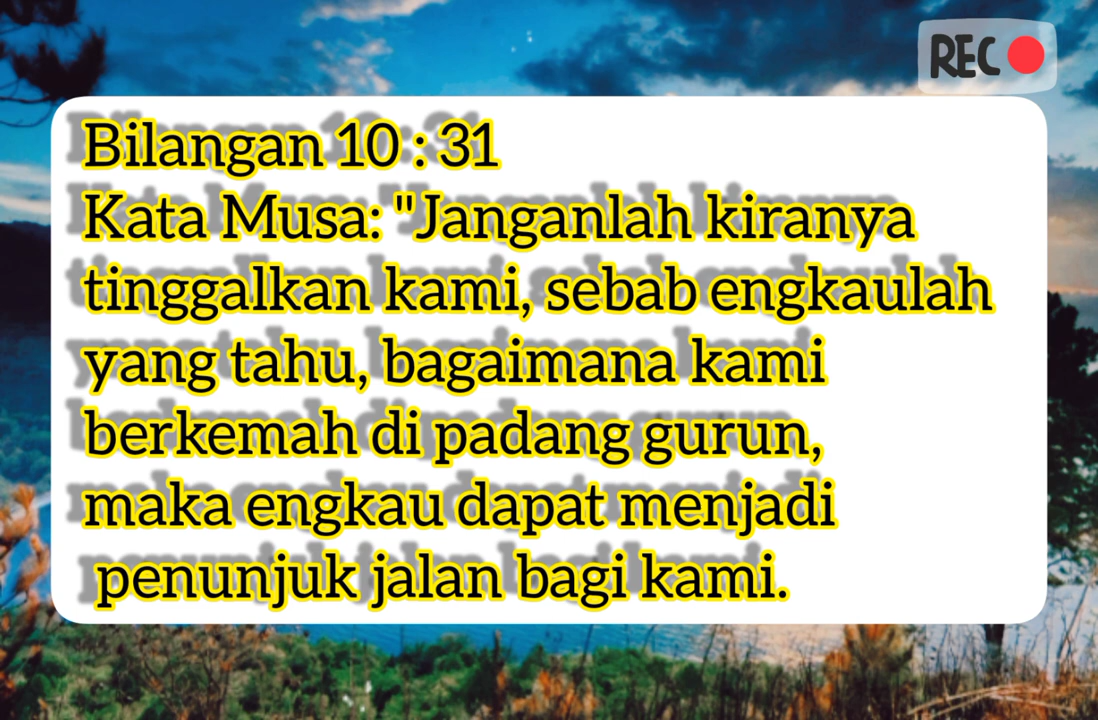 REC
Bilangan 10 : 31
Kata Musa: "Janganlah kiranya
tinggalkan kami, sebab engkaulah
yang tahu, bagaimana kami
berkemah di padang gurun,
maka engkau dapat menjadi
penunjuk jalan bagi kami.